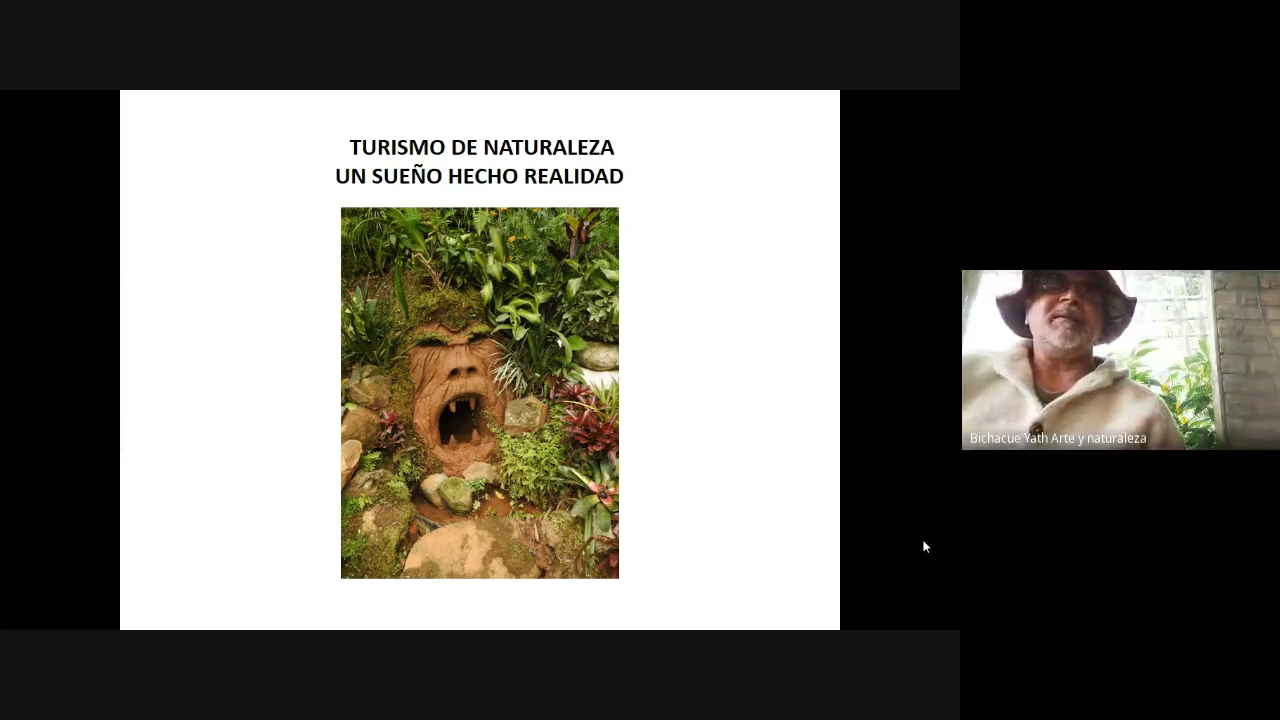 TURISMO DE NATURALEZA
UN SUEÑO HECHO REALIDAD
Bichacue Yath Arte y naturaleza